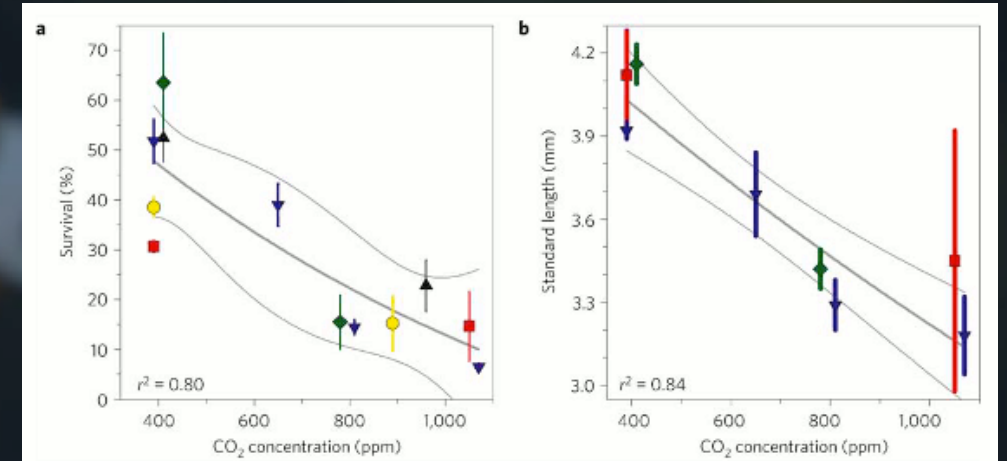 a
70
60
50
40
30
20
10
0
Survival (%)
r² = 0.80
400
600
800
1,000
CO₂ concentration (ppm)
b
4.2
3.9
3.6
3.3
3.0
Standard length (mm)
r² = 0.84
400
600
800
1,000
CO₂ concentration (ppm)